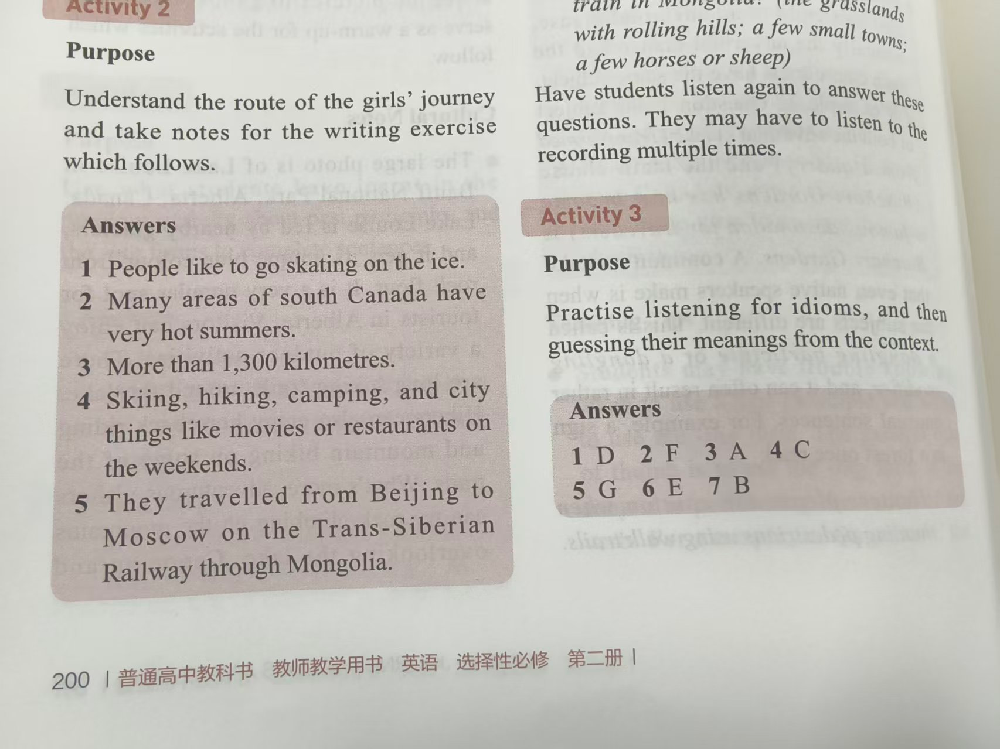 Activity 2
Purpose
Understand the route of the girls’ journey
and take notes for the writing exercise
which follows.
Answers
1 People like to go skating on the ice.
2 Many areas of south Canada have
very hot summers.
3 More than 1,300 kilometres.
4 Skiing, hiking, camping, and city
things like movies or restaurants on
the weekends.
5 They travelled from Beijing to
Moscow on the Trans-Siberian
Railway through Mongolia.
train in Mongolia? (the grasslands
with rolling hills; a few small towns;
a few horses or sheep)
Have students listen again to answer these
questions. They may have to listen to the
recording multiple times.
Activity 3
Purpose
Practise listening for idioms, and then
guessing their meanings from the context.
Answers
1 D 2 F 3 A 4 C
5 G 6 E 7 B
200 | 普通高中教科书 教师教学用书 英语 选择性必修 第二册 |